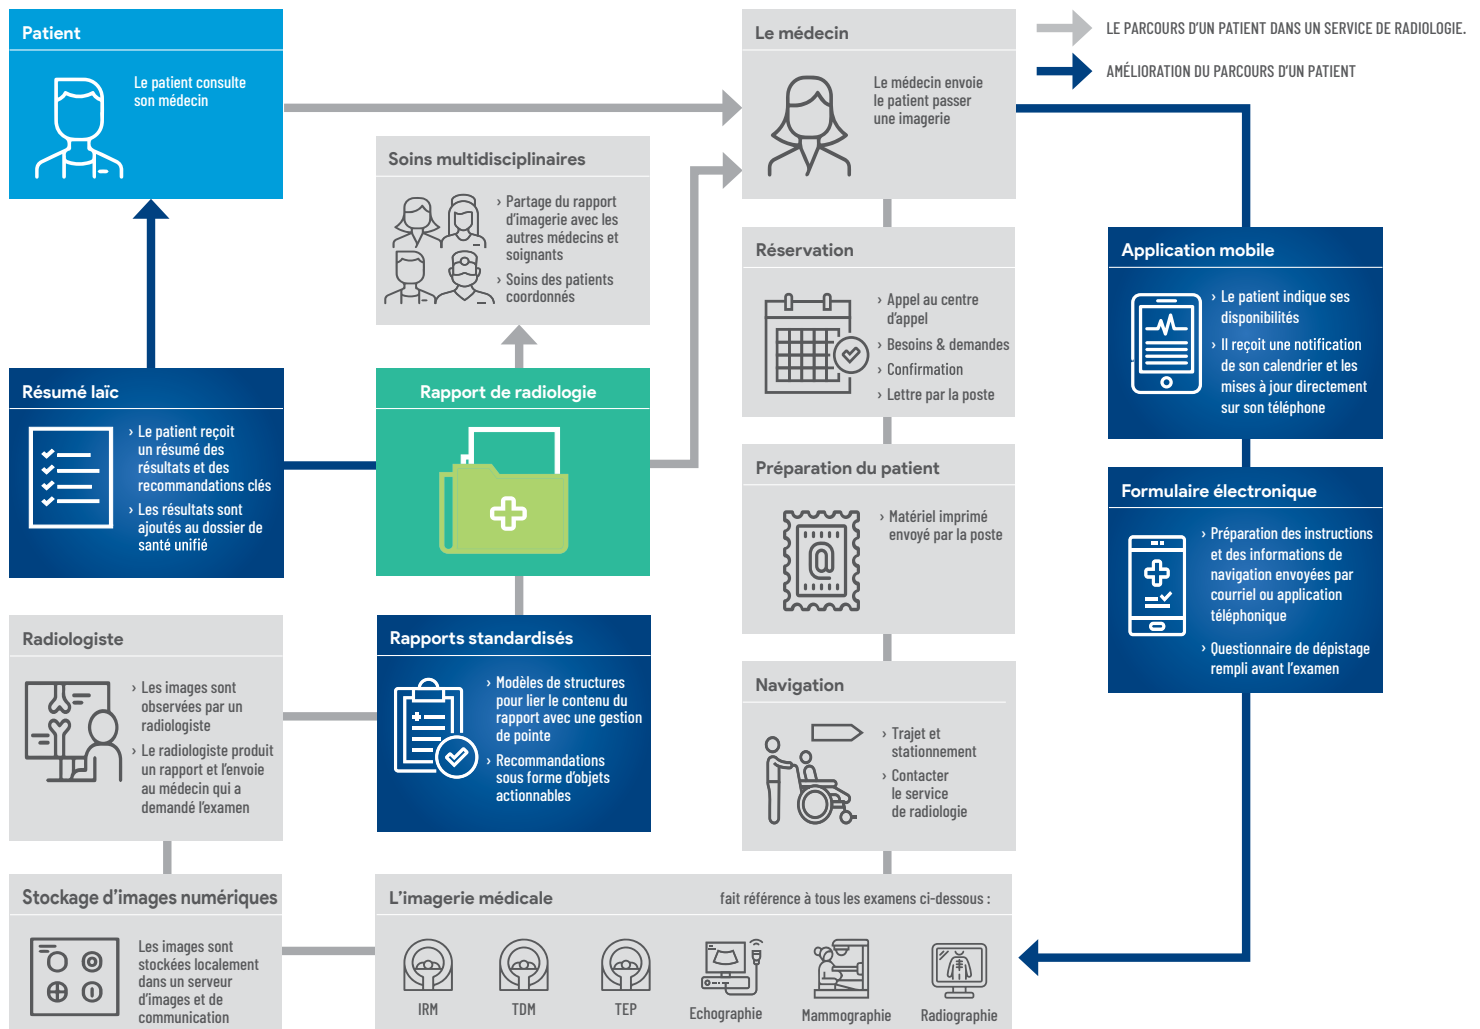 Patient
Le patient consulte
son médecin
Le médecin
Le médecin envoie
le patient passer
une imagerie
LE PARCOURS D'UN PATIENT DANS UN SERVICE DE RADIOLOGIE.
AMÉLIORATION DU PARCOURS D'UN PATIENT
Soins multidisciplinaires
› Partage du rapport
d'imagerie avec les
autres médecins et
soignants
› Soins des patients
coordonnés
Réservation
› Appel au centre
d'appel
› Besoins & demandes
› Confirmation
› Lettre par la poste
Application mobile
› Le patient indique ses
disponibilités
› Il reçoit une notification
de son calendrier et les
mises à jour directement
sur son téléphone
Résumé laïc
› Le patient reçoit
un résumé des
résultats et des
recommandations clés
› Les résultats sont
ajoutés au dossier de
santé unifié
Rapport de radiologie
Préparation du patient
@
› Matériel imprimé
envoyé par la poste
Formulaire électronique
› Préparation des instructions
et des informations de
navigation envoyées par
courriel ou application
téléphonique
› Questionnaire de dépistage
rempli avant l'examen
Radiologiste
› Les images sont
observées par un
radiologiste
› Le radiologiste produit
un rapport et l'envoie
au médecin qui a
demandé l'examen
Rapports standardisés
› Modèles de structures
pour lier le contenu du
rapport avec une gestion
de pointe
› Recommandations
sous forme d'objets
actionnables
Navigation
› Trajet et
stationnement
› Contacter
le service
de radiologie
Stockage d'images numériques
Les images sont
stockées localement
dans un serveur
d'images et de
communication
L'imagerie médicale
fait référence à tous les examens ci-dessous :
IRM
TDM
TEP
Echographie
Mammographie
Radiographie